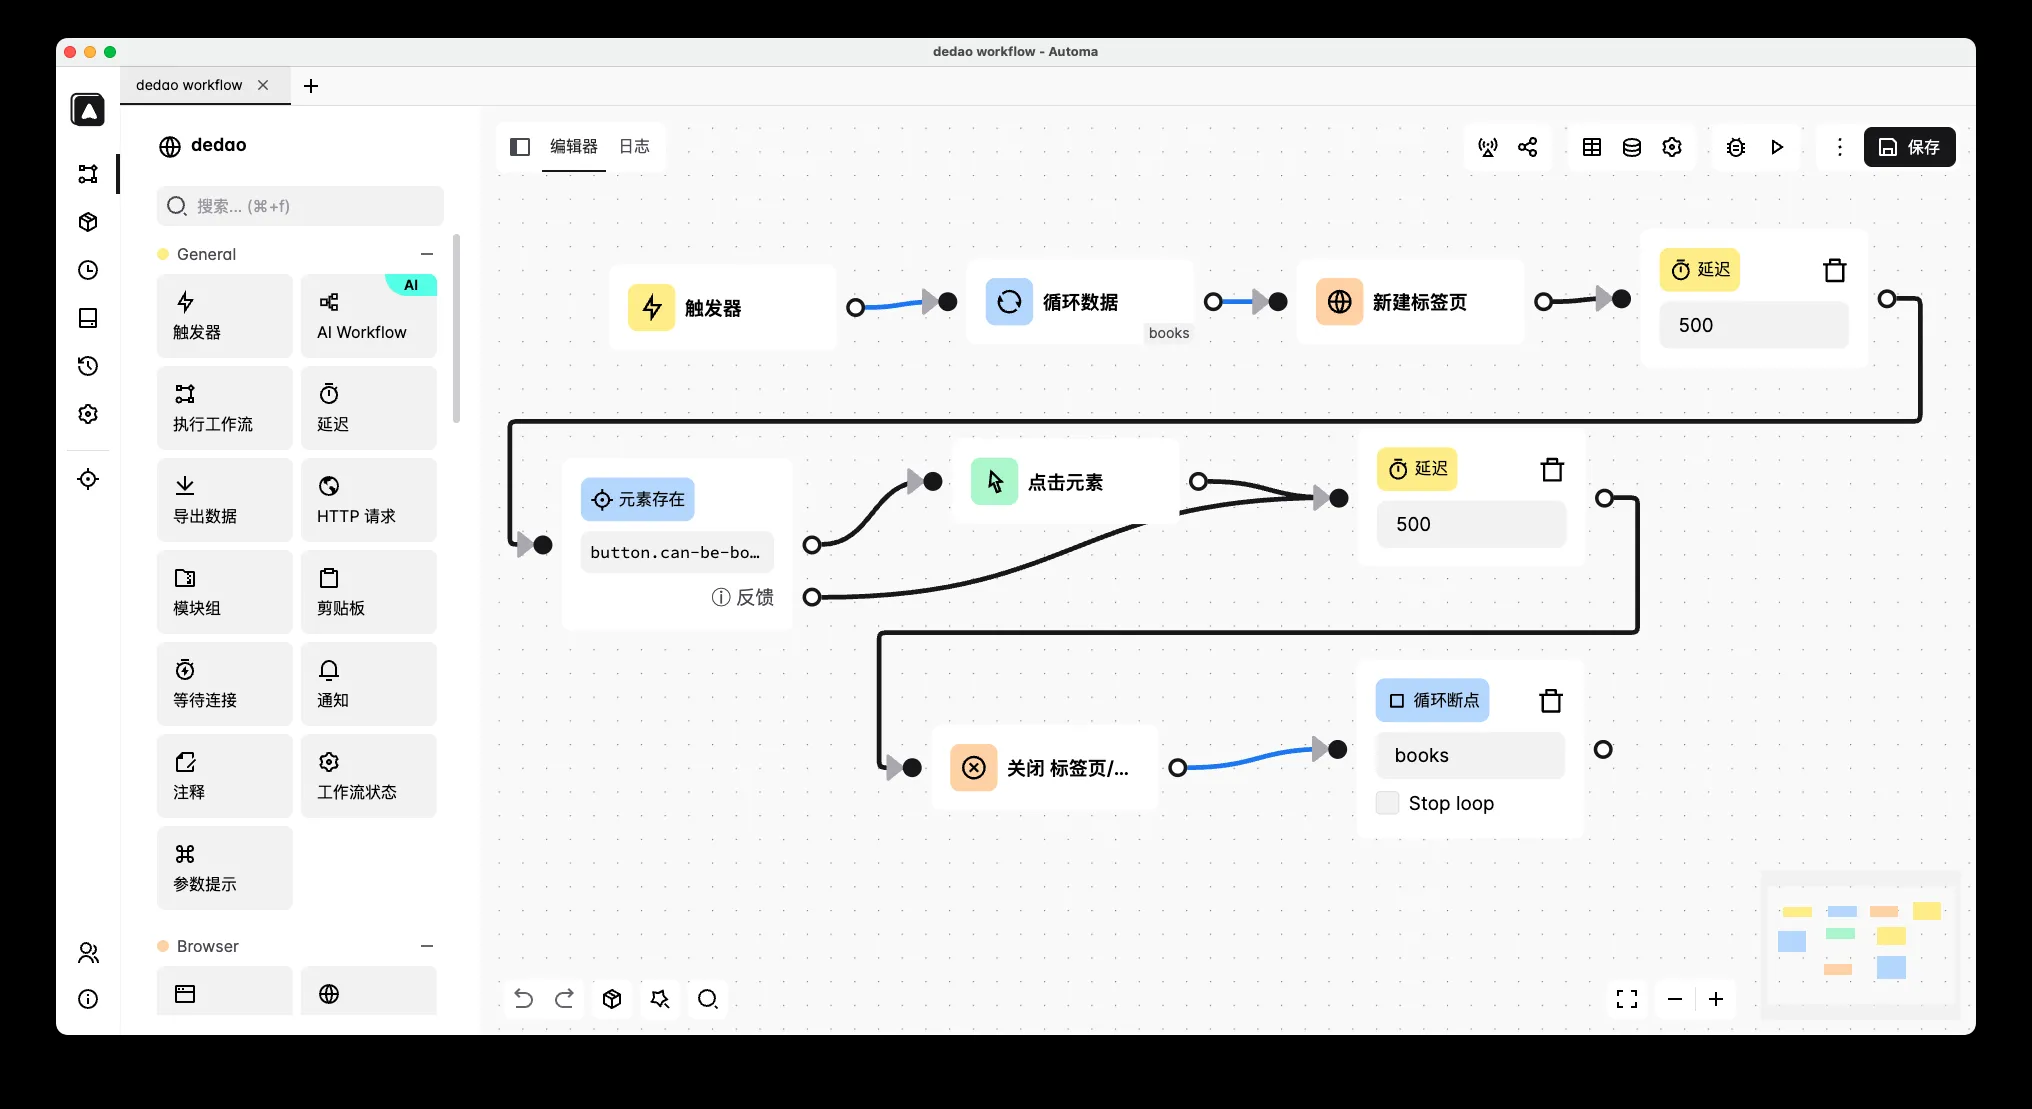 dedao workflow - Automa
dedao workflow
dedao
搜索... (⌘+f)
General
触发器
AI
AI Workflow
执行工作流
延迟
导出数据
HTTP 请求
模块组
剪贴板
等待连接
通知
注释
工作流状态
参数提示
Browser
编辑器
日志
保存
触发器
循环数据
books
新建标签页
延迟
500
元素存在
button.can-be-bo…
反馈
点击元素
延迟
500
关闭 标签页/...
循环断点
books
Stop loop